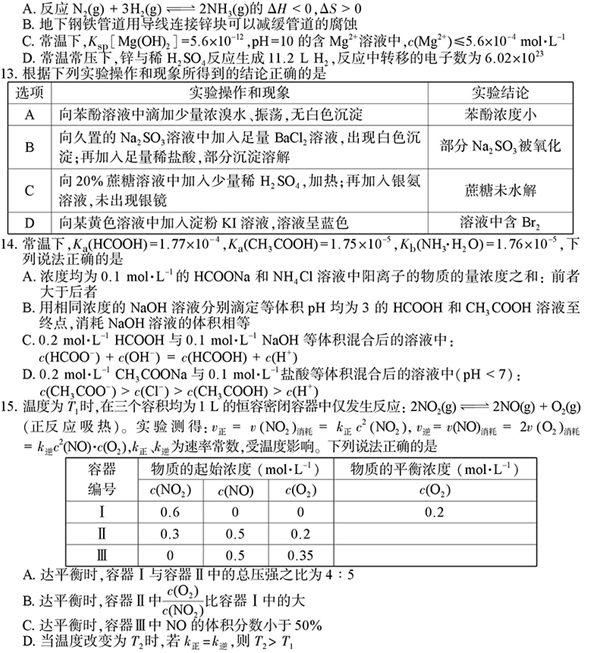 A. 反应 N₂(g) + 3H₂(g) ⇌ 2NH₃(g)的 ΔH < 0,ΔS > 0
B. 地下钢铁管道用导线连接锌块可以减缓管道的腐蚀
C. 常温下,Kₛₚ[Mg(OH)₂]=5.6×10⁻¹²,pH=10 的含 Mg²⁺溶液中,c(Mg²⁺)≤5.6×10⁻⁴ mol·L⁻¹
D. 常温常压下,锌与稀 H₂SO₄反应生成 11.2 L H₂,反应中转移的电子数为 6.02×10²³
13. 根据下列实验操作和现象所得到的结论正确的是
选项 实验操作和现象 实验结论
A 向苯酚溶液中滴加少量浓溴水、振荡,无白色沉淀 苯酚浓度小
B 向久置的 Na₂SO₃溶液中加入足量 BaCl₂溶液,出现白色沉
淀;再加入足量稀盐酸,部分沉淀溶解 部分 Na₂SO₃被氧化
C 向 20%蔗糖溶液中加入少量稀 H₂SO₄,加热;再加入银氨
溶液,未出现银镜 蔗糖未水解
D 向某黄色溶液中加入淀粉 KI 溶液,溶液呈蓝色 溶液中含 Br₂
14. 常温下,Kₐ(HCOOH)=1.77×10⁻⁴,Kₐ(CH₃COOH)=1.75×10⁻⁵,K_b(NH₃·H₂O)=1.76×10⁻⁵,下
列说法正确的是
A. 浓度均为 0.1 mol·L⁻¹的 HCOONa 和 NH₄Cl 溶液中阳离子的物质的量浓度之和: 前者
大于后者
B. 用相同浓度的 NaOH 溶液分别滴定等体积 pH 均为 3 的 HCOOH 和 CH₃COOH 溶液至
终点,消耗 NaOH 溶液的体积相等
C. 0.2 mol·L⁻¹ HCOOH 与 0.1 mol·L⁻¹ NaOH 等体积混合后的溶液中:
c(HCOO⁻) + c(OH⁻) = c(HCOOH) + c(H⁺)
D. 0.2 mol·L⁻¹ CH₃COONa 与 0.1 mol·L⁻¹盐酸等体积混合后的溶液中(pH < 7):
c(CH₃COO⁻) > c(Cl⁻) > c(CH₃COOH) > c(H⁺)
15. 温度为 T₁时,在三个容积均为 1 L 的恒容密闭容器中仅发生反应: 2NO₂(g) ⇌ 2NO(g) + O₂(g)
(正反应吸热)。实验测得: v正 = v(NO₂)消耗 = k正 c²(NO₂), v逆 = v(NO)消耗 = 2v(O₂)消耗
= k逆c²(NO)·c(O₂),k正、k逆为速率常数,受温度影响。下列说法正确的是
容器 物质的起始浓度 (mol·L⁻¹) 物质的平衡浓度 (mol·L⁻¹)
编号 c(NO₂) c(NO) c(O₂) c(O₂)
Ⅰ 0.6 0 0 0.2
Ⅱ 0.3 0.5 0.2
Ⅲ 0 0.5 0.35
A. 达平衡时,容器Ⅰ与容器Ⅱ中的总压强之比为 4∶5
B. 达平衡时,容器Ⅱ中c(O₂)/c(NO₂)比容器Ⅰ中的大
C. 达平衡时,容器Ⅲ中 NO 的体积分数小于 50%
D. 当温度改变为 T₂时,若 k正=k逆,则 T₂> T₁